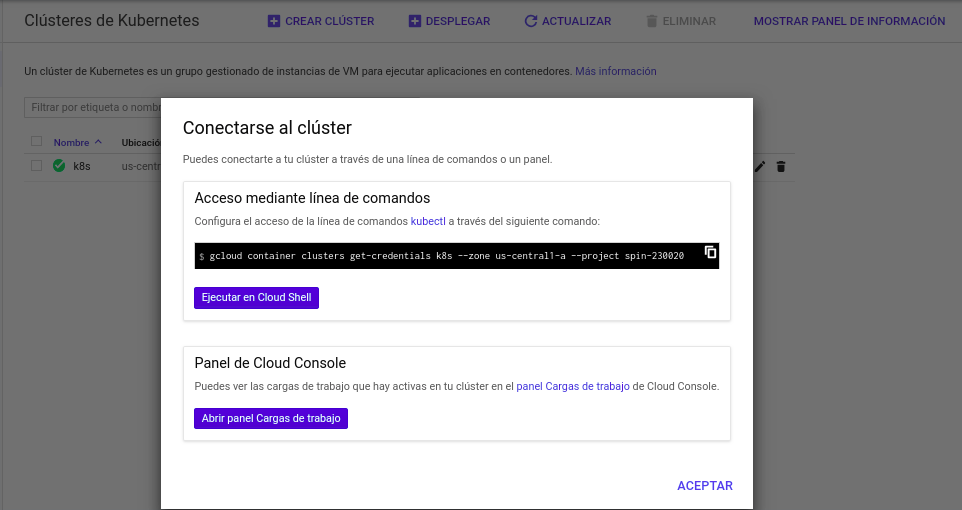 Clústeres de Kubernetes
CREAR CLÚSTER
DESPLEGAR
ACTUALIZAR
ELIMINAR
MOSTRAR PANEL DE INFORMACIÓN
Un clúster de Kubernetes es un grupo gestionado de instancias de VM para ejecutar aplicaciones en contenedores. Más información
Filtrar por etiqueta o nomb
Nombre
Ubicació
k8s
us-centr
Conectarse al clúster
Puedes conectarte a tu clúster a través de una línea de comandos o un panel.
Acceso mediante línea de comandos
Configura el acceso de la línea de comandos kubectl a través del siguiente comando:
$ gcloud container clusters get-credentials k8s --zone us-central1-a --project spin-230020
Ejecutar en Cloud Shell
Panel de Cloud Console
Puedes ver las cargas de trabajo que hay activas en tu clúster en el panel Cargas de trabajo de Cloud Console.
Abrir panel Cargas de trabajo
ACEPTAR